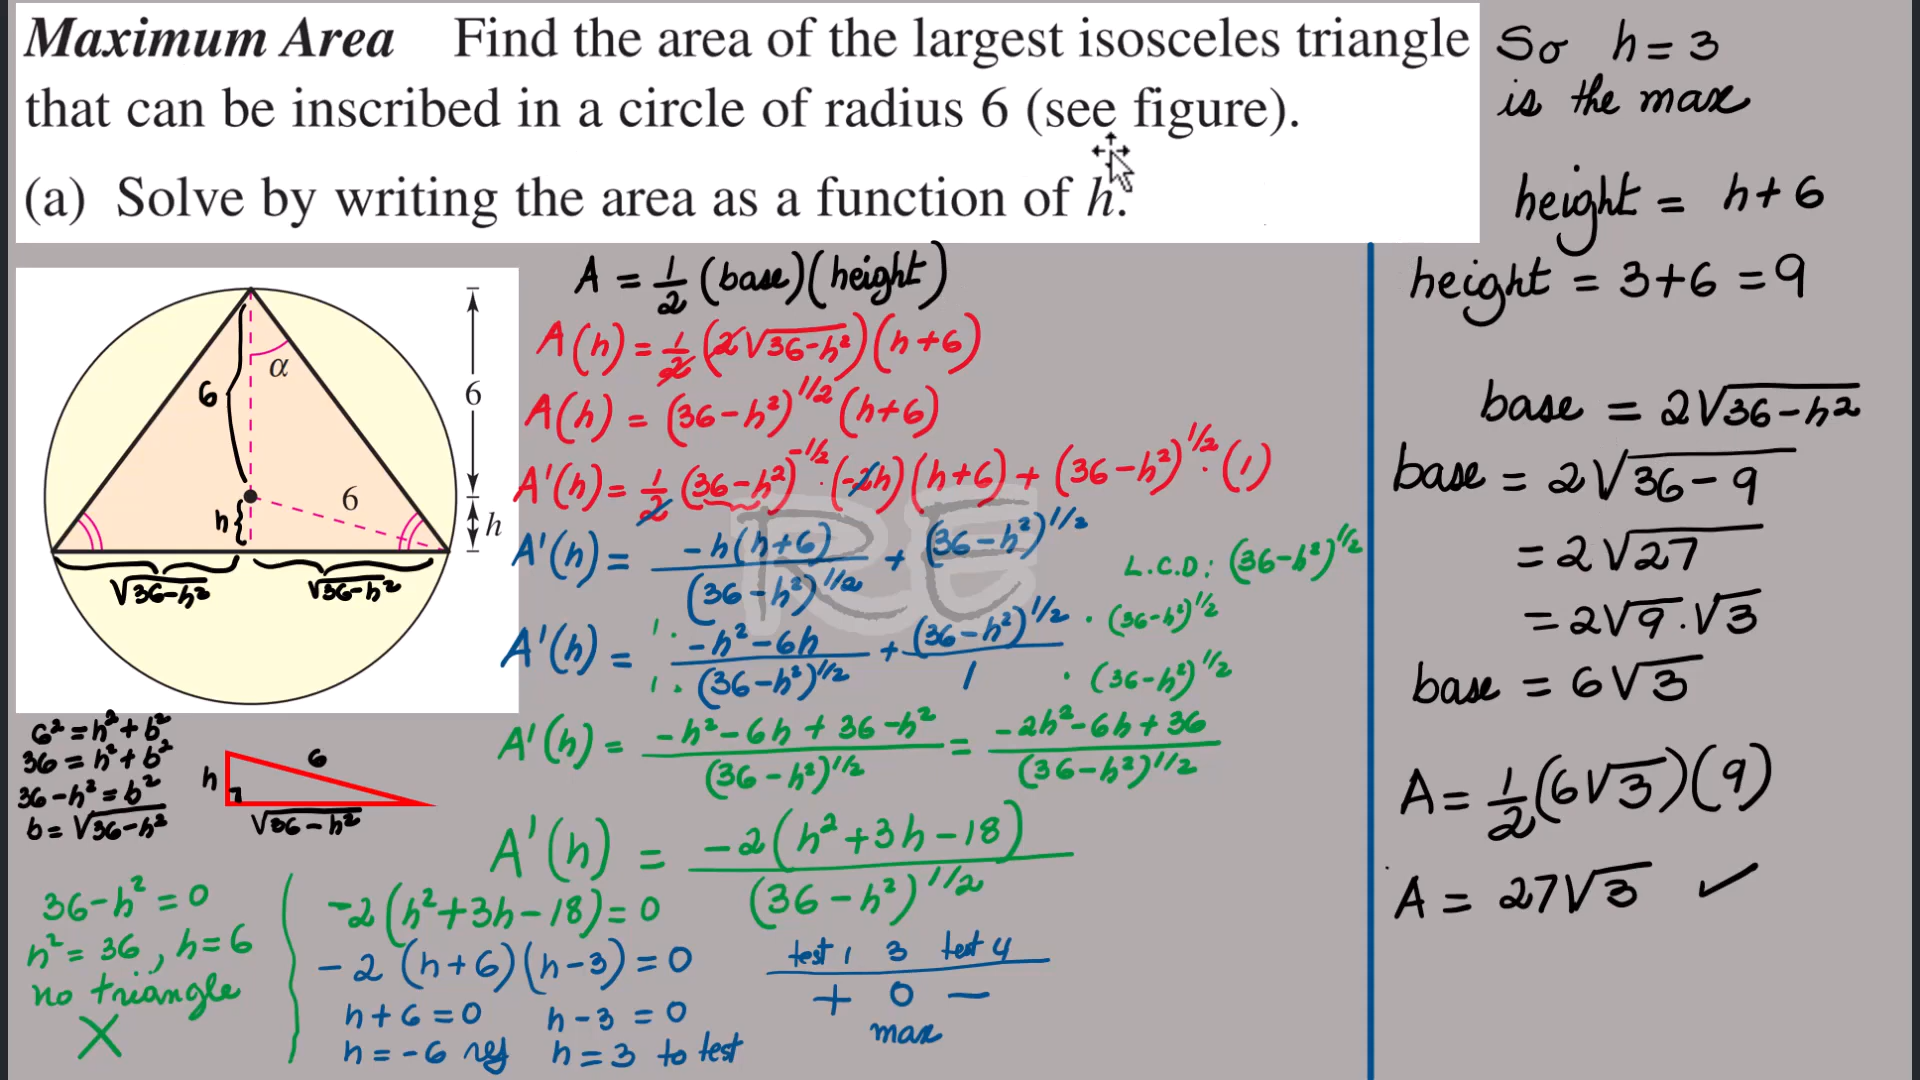 Maximum Area Find the area of the largest isosceles triangle
that can be inscribed in a circle of radius 6 (see figure).
(a) Solve by writing the area as a function of h.
α
6
6
6
h
h
√36-h²
√36-h²
6² = h² + b²
36 = h² + b²
36 - h² = b²
b = √36-h²
h
6
√36-h²
A = 1/2 (base)(height)
A(h) = 1/2 (2√36-h²)(h+6)
A(h) = (36-h²)^1/2 (h+6)
A'(h) = 1/2 (36-h²)^-1/2 · (-2h)(h+6) + (36-h²)^1/2 · (1)
A'(h) = -h(h+6)/(36-h²)^1/2 + (36-h²)^1/2
L.C.D: (36-h²)^1/2
A'(h) = 1 · -h²-6h / 1 · (36-h²)^1/2 + (36-h²)^1/2 / 1 · (36-h²)^1/2 / · (36-h²)^1/2
A'(h) = -h²-6h+36-h² / (36-h²)^1/2 = -2h²-6h+36 / (36-h²)^1/2
A'(h) = -2(h²+3h-18) / (36-h²)^1/2
RE
36-h² = 0
h² = 36, h = 6
no triangle
X
-2(h²+3h-18) = 0
-2 (h+6)(h-3) = 0
h+6 = 0 h-3 = 0
h = -6 rej h = 3 to test
test 1 3 test 4
+ 0 -
max
So h = 3
is the max
height = h+6
height = 3+6 = 9
base = 2√36-h²
base = 2√36-9
= 2√27
= 2√9 · √3
base = 6√3
A = 1/2 (6√3)(9)
A = 27√3 ✓